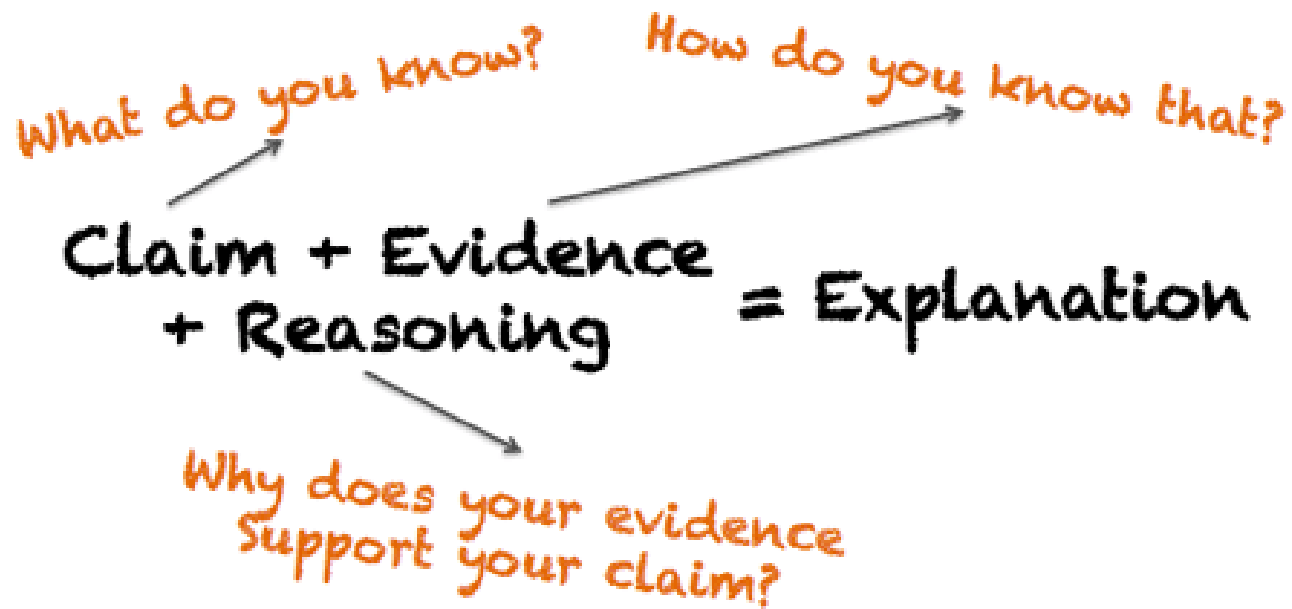 What do you know?
How do you know that?
Claim + Evidence
+ Reasoning
= Explanation
Why does your evidence
Support your claim?